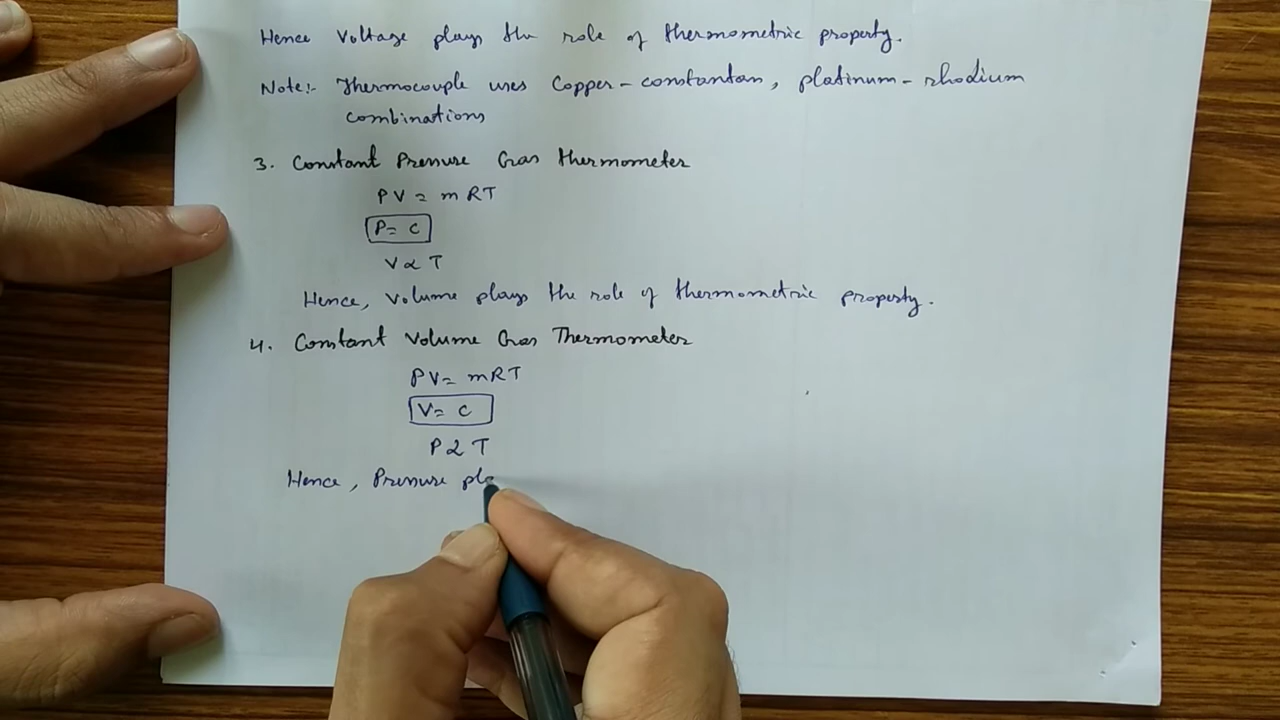 Hence Voltage plays the role of thermometric property.
Note:- Thermocouple uses Copper-constantan, platinum-rhodium
combinations
3. Constant Pressure Gas thermometer
PV = mRT
P = C
V ∝ T
Hence, Volume plays the role of thermometric property.
4. Constant Volume Gas Thermometer
PV = mRT
V = C
P ∝ T
Hence, Pressure pla